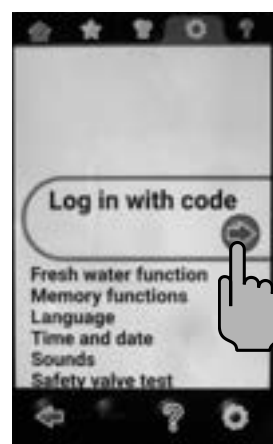 ?
Log in with code
Fresh water function
Memory functions
Language
Time and date
Sounds
Safety valve test
?